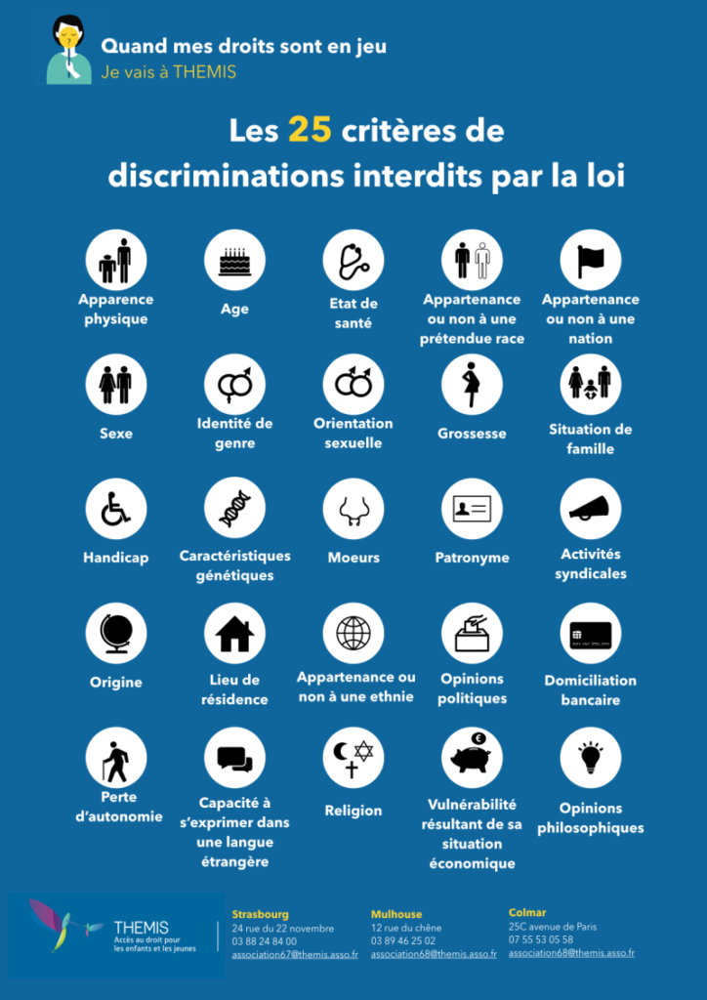 Quand mes droits sont en jeu
Je vais à THEMIS
Les 25 critères de
discriminations interdits par la loi
Apparence
physique
Age
Etat de
santé
Appartenance
ou non à une
prétendue race
Appartenance
ou non à une
nation
Sexe
Identité de
genre
Orientation
sexuelle
Grossesse
Situation de
famille
Handicap
Caractéristiques
génétiques
Moeurs
Patronyme
Activités
syndicales
Origine
Lieu de
résidence
Appartenance ou
non à une ethnie
Opinions
politiques
Domiciliation
bancaire
Perte
d'autonomie
Capacité à
s'exprimer dans
une langue
étrangère
Religion
€
Vulnérabilité
résultant de sa
situation
économique
Opinions
philosophiques
THEMIS
Accès au droit pour
les enfants et les jeunes
Strasbourg
24 rue du 22 novembre
03 88 24 84 00
association67@themis.asso.fr
Mulhouse
12 rue du chêne
03 89 46 25 02
association68@themis.asso.fr
Colmar
25C avenue de Paris
07 55 53 05 58
association68@themis.asso.fr